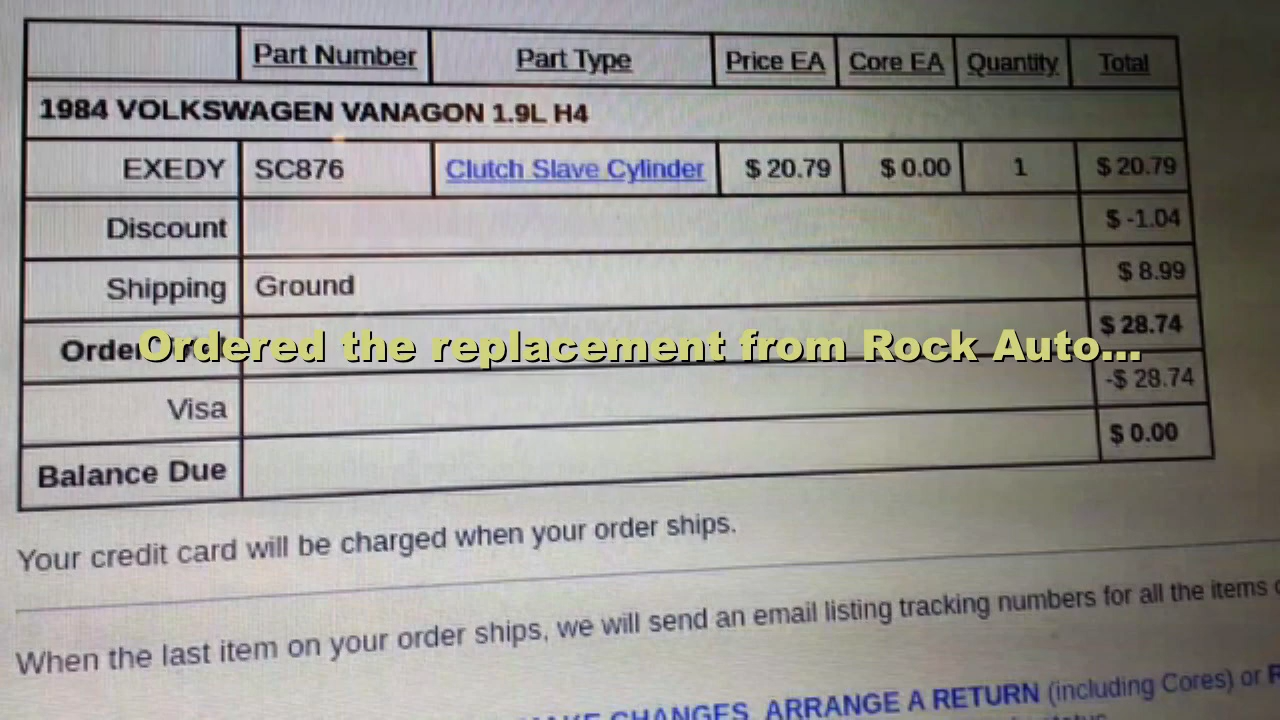 Part Number Part Type Price EA Core EA Quantity Total
1984 VOLKSWAGEN VANAGON 1.9L H4
EXEDY SC876 Clutch Slave Cylinder $ 20.79 $ 0.00 1 $ 20.79
Discount $ -1.04
Shipping Ground $ 8.99
Order $ 28.74
Ordered the replacement from Rock Auto...
Visa -$ 28.74
Balance Due $ 0.00
Your credit card will be charged when your order ships.
When the last item on your order ships, we will send an email listing tracking numbers for all the items
CHANGES, ARRANGE A RETURN (including Cores) or